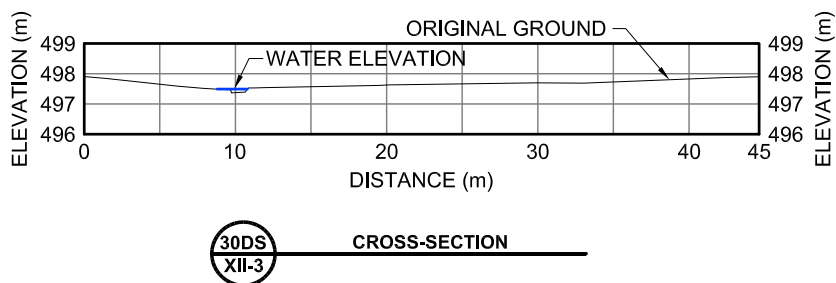 ORIGINAL GROUND
WATER ELEVATION
ELEVATION (m)
499
498
497
496
499
498
497
496
ELEVATION (m)
0
10
20
30
40
45
DISTANCE (m)
30DS
XII-3
CROSS-SECTION